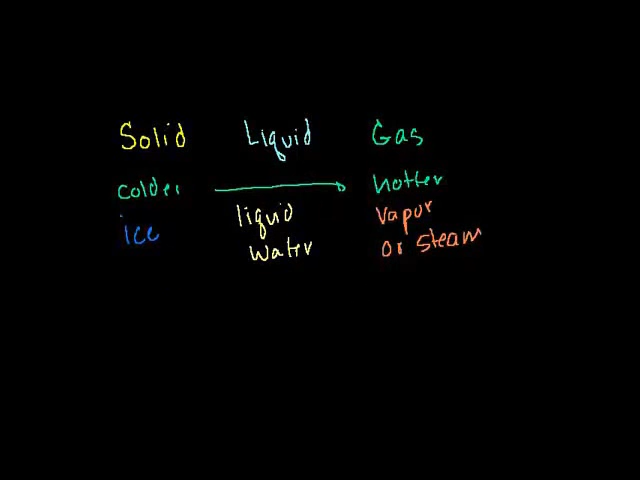 Solid Liquid Gas
colder hotter
ice liquid water vapor or steam